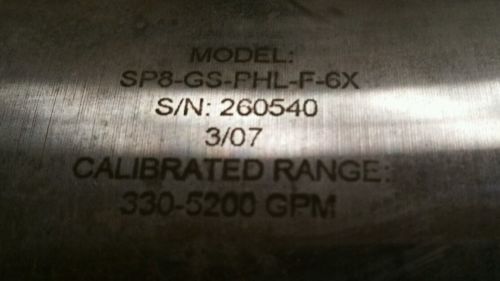 MODEL:
SP8-GS-PHL-F-6X
S/N: 260540
3/07
CALIBRATED RANGE:
330-5200 GPM